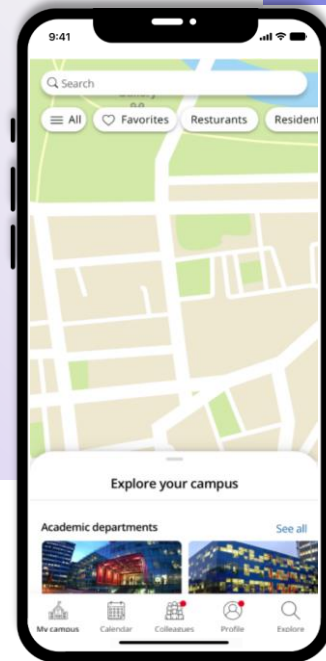 9:41
Search
All Favorites Resturants Resident
Explore your campus
Academic departments See all
My campus Calendar Colleagues Profile Explore